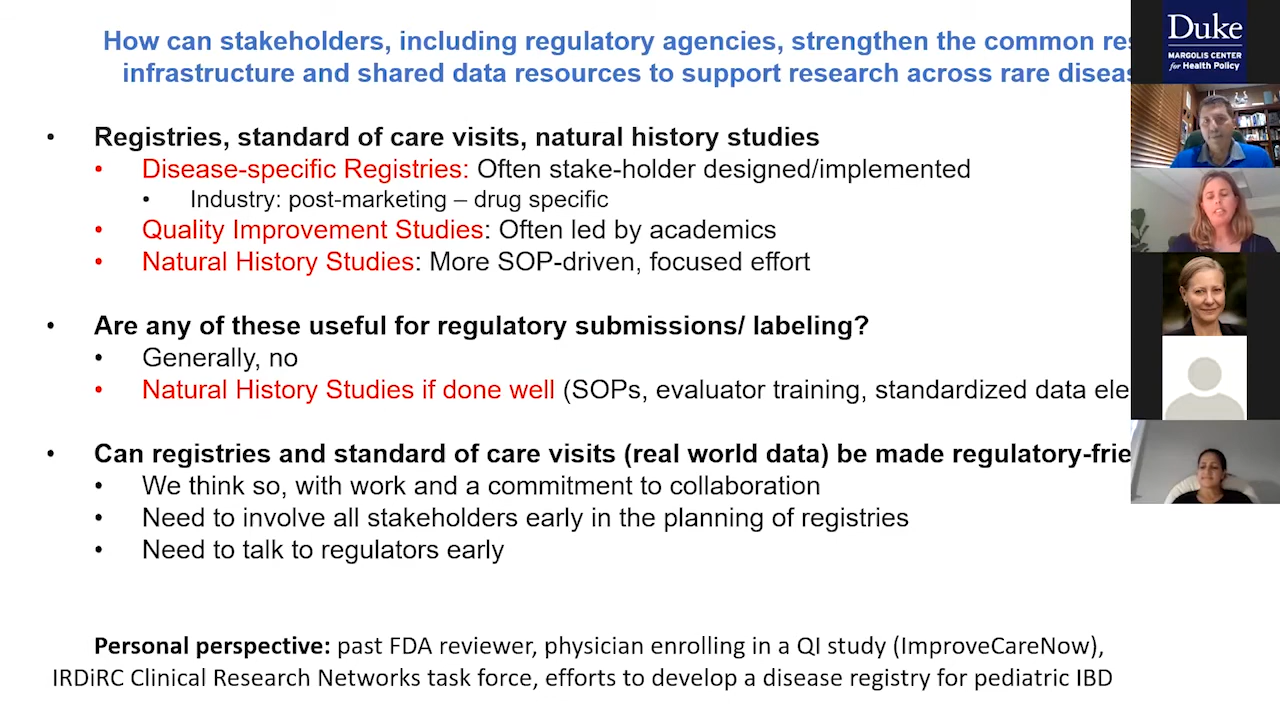 How can stakeholders, including regulatory agencies, strengthen the common
infrastructure and shared data resources to support research across rare
Registries, standard of care visits, natural history studies
Disease-specific Registries: Often stake-holder designed/implemented
Industry: post-marketing – drug specific
Quality Improvement Studies: Often led by academics
Natural History Studies: More SOP-driven, focused effort
Are any of these useful for regulatory submissions/ labeling?
Generally, no
Natural History Studies if done well (SOPs, evaluator training, standardized data
Can registries and standard of care visits (real world data) be made
We think so, with work and a commitment to collaboration
Need to involve all stakeholders early in the planning of registries
Need to talk to regulators early
Personal perspective: past FDA reviewer, physician enrolling in a QI study (ImproveCareNow),
IRDiRC Clinical Research Networks task force, efforts to develop a disease registry for pediatric IBD
Duke
MARGOLIS CENTER
for Health Policy